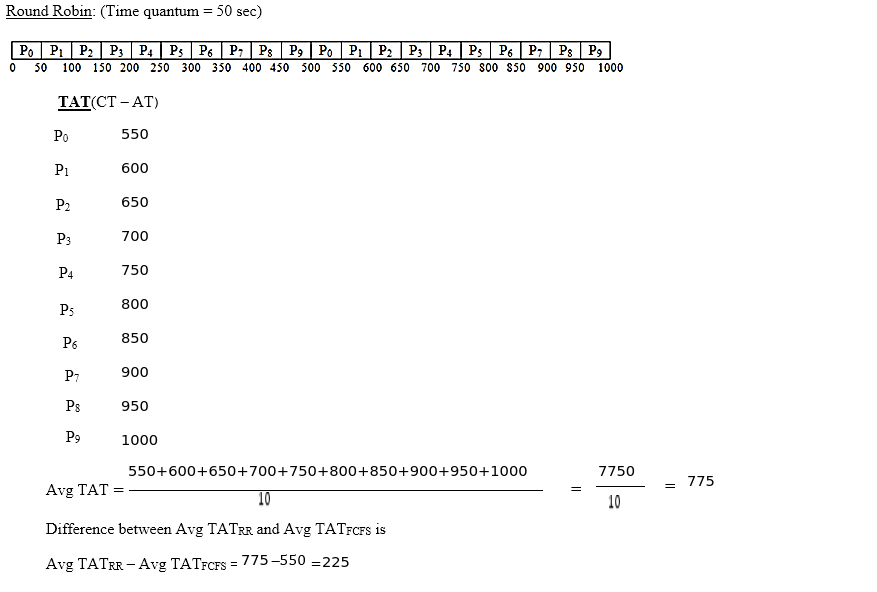 Round Robin: (Time quantum = 50 sec)
P0 P1 P2 P3 P4 P5 P6 P7 P8 P9 P0 P1 P2 P3 P4 P5 P6 P7 P8 P9
0 50 100 150 200 250 300 350 400 450 500 550 600 650 700 750 800 850 900 950 1000
TAT(CT – AT)
P0 550
P1 600
P2 650
P3 700
P4 750
P5 800
P6 850
P7 900
P8 950
P9 1000
550+600+650+700+750+800+850+900+950+1000 7750
Avg TAT = = = 775
10 10
Difference between Avg TATRR and Avg TATFCFS is
Avg TATRR – Avg TATFCFS = 775–550 =225